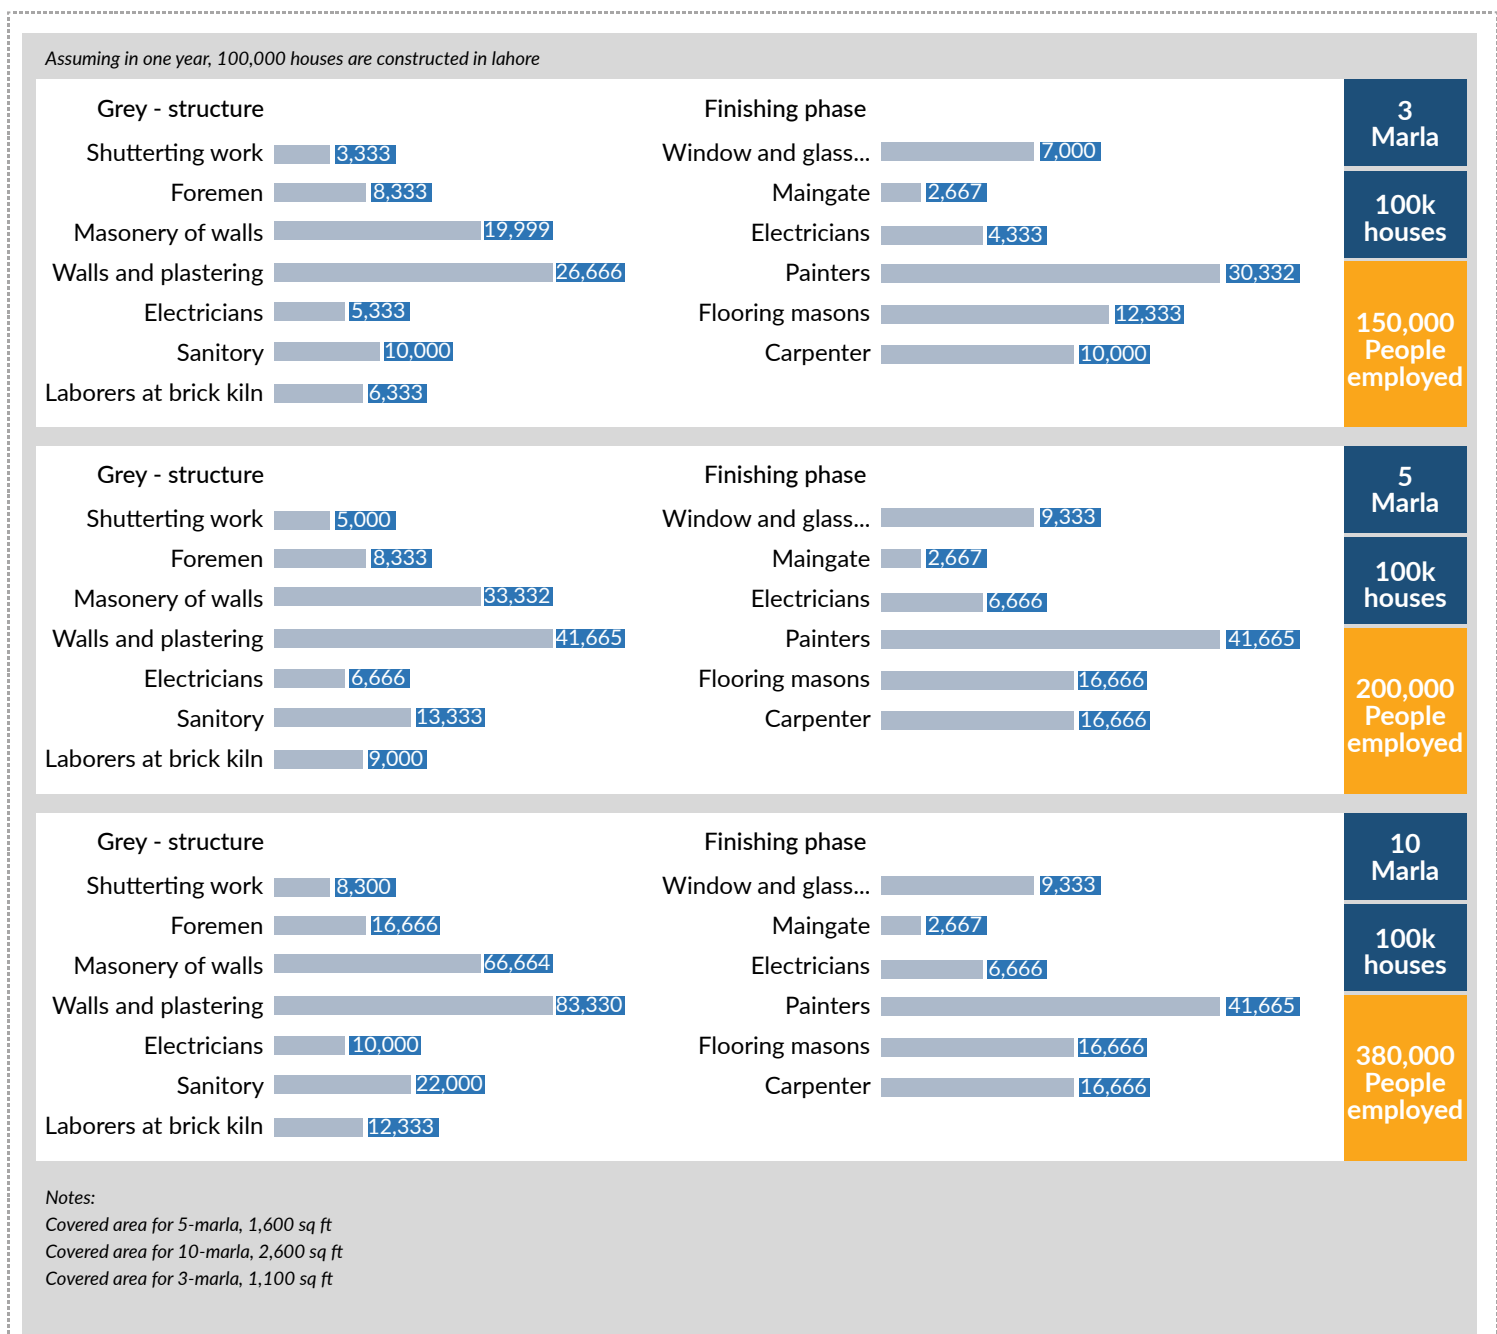 Assuming in one year, 100,000 houses are constructed in lahore
Grey - structure
Shutterting work 3,333
Foremen 8,333
Masonery of walls 19,999
Walls and plastering 26,666
Electricians 5,333
Sanitory 10,000
Laborers at brick kiln 6,333
Finishing phase
Window and glass... 7,000
Maingate 2,667
Electricians 4,333
Painters 30,332
Flooring masons 12,333
Carpenter 10,000
3
Marla
100k
houses
150,000
People
employed
Grey - structure
Shutterting work 5,000
Foremen 8,333
Masonery of walls 33,332
Walls and plastering 41,665
Electricians 6,666
Sanitory 13,333
Laborers at brick kiln 9,000
Finishing phase
Window and glass... 9,333
Maingate 2,667
Electricians 6,666
Painters 41,665
Flooring masons 16,666
Carpenter 16,666
5
Marla
100k
houses
200,000
People
employed
Grey - structure
Shutterting work 8,300
Foremen 16,666
Masonery of walls 66,664
Walls and plastering 83,330
Electricians 10,000
Sanitory 22,000
Laborers at brick kiln 12,333
Finishing phase
Window and glass... 9,333
Maingate 2,667
Electricians 6,666
Painters 41,665
Flooring masons 16,666
Carpenter 16,666
10
Marla
100k
houses
380,000
People
employed
Notes:
Covered area for 5-marla, 1,600 sq ft
Covered area for 10-marla, 2,600 sq ft
Covered area for 3-marla, 1,100 sq ft